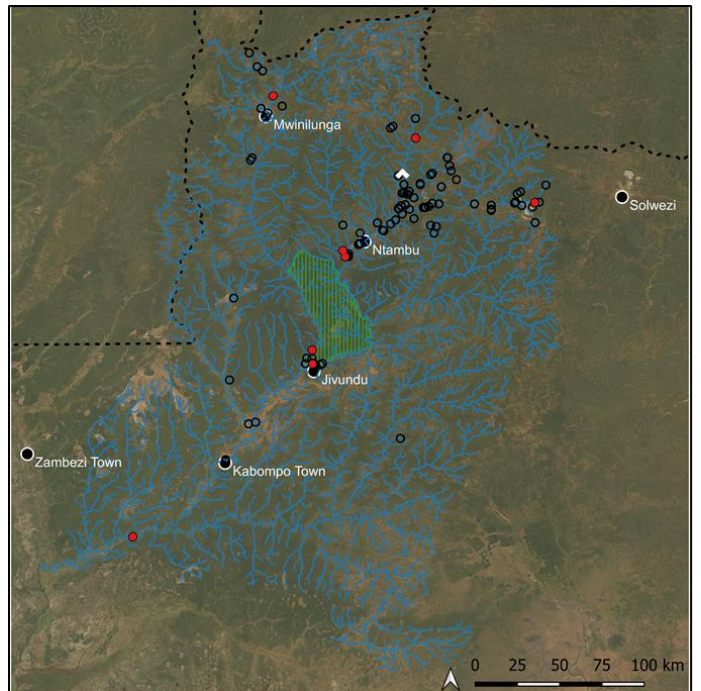 Mwinilunga
Solwezi
Ntambu
Jivundu
Zambezi Town
Kabompo Town
0 25 50 75 100 km